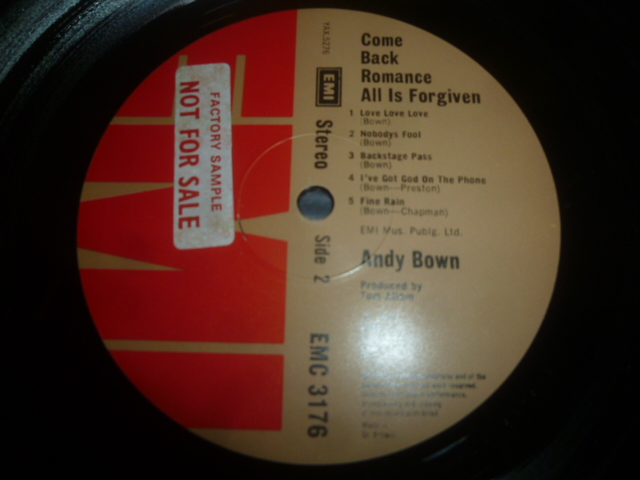 Come
Back
Romance
All Is Forgiven
1 Love Love Love
(Bown)
2 Nobodys Fool
(Bown)
3 Backstage Pass
(Bown)
4 I've Got God On The Phone
(Bown—Preston)
5 Fine Rain
(Bown—Chapman)
EMI Mus. Publg. Ltd.
Andy Bown
Produced by
YAX.5276
EMI
Stereo
Side 2
EMC 3176
FACTORY SAMPLE
NOT FOR SALE